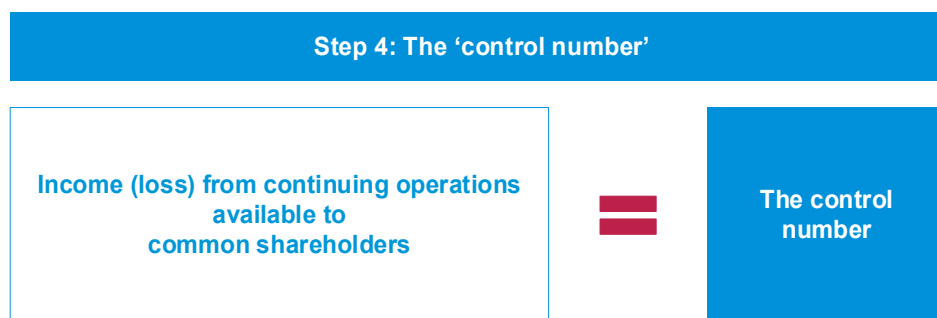 Step 4: The ‘control number’
Income (loss) from continuing operations
available to
common shareholders
The control
number